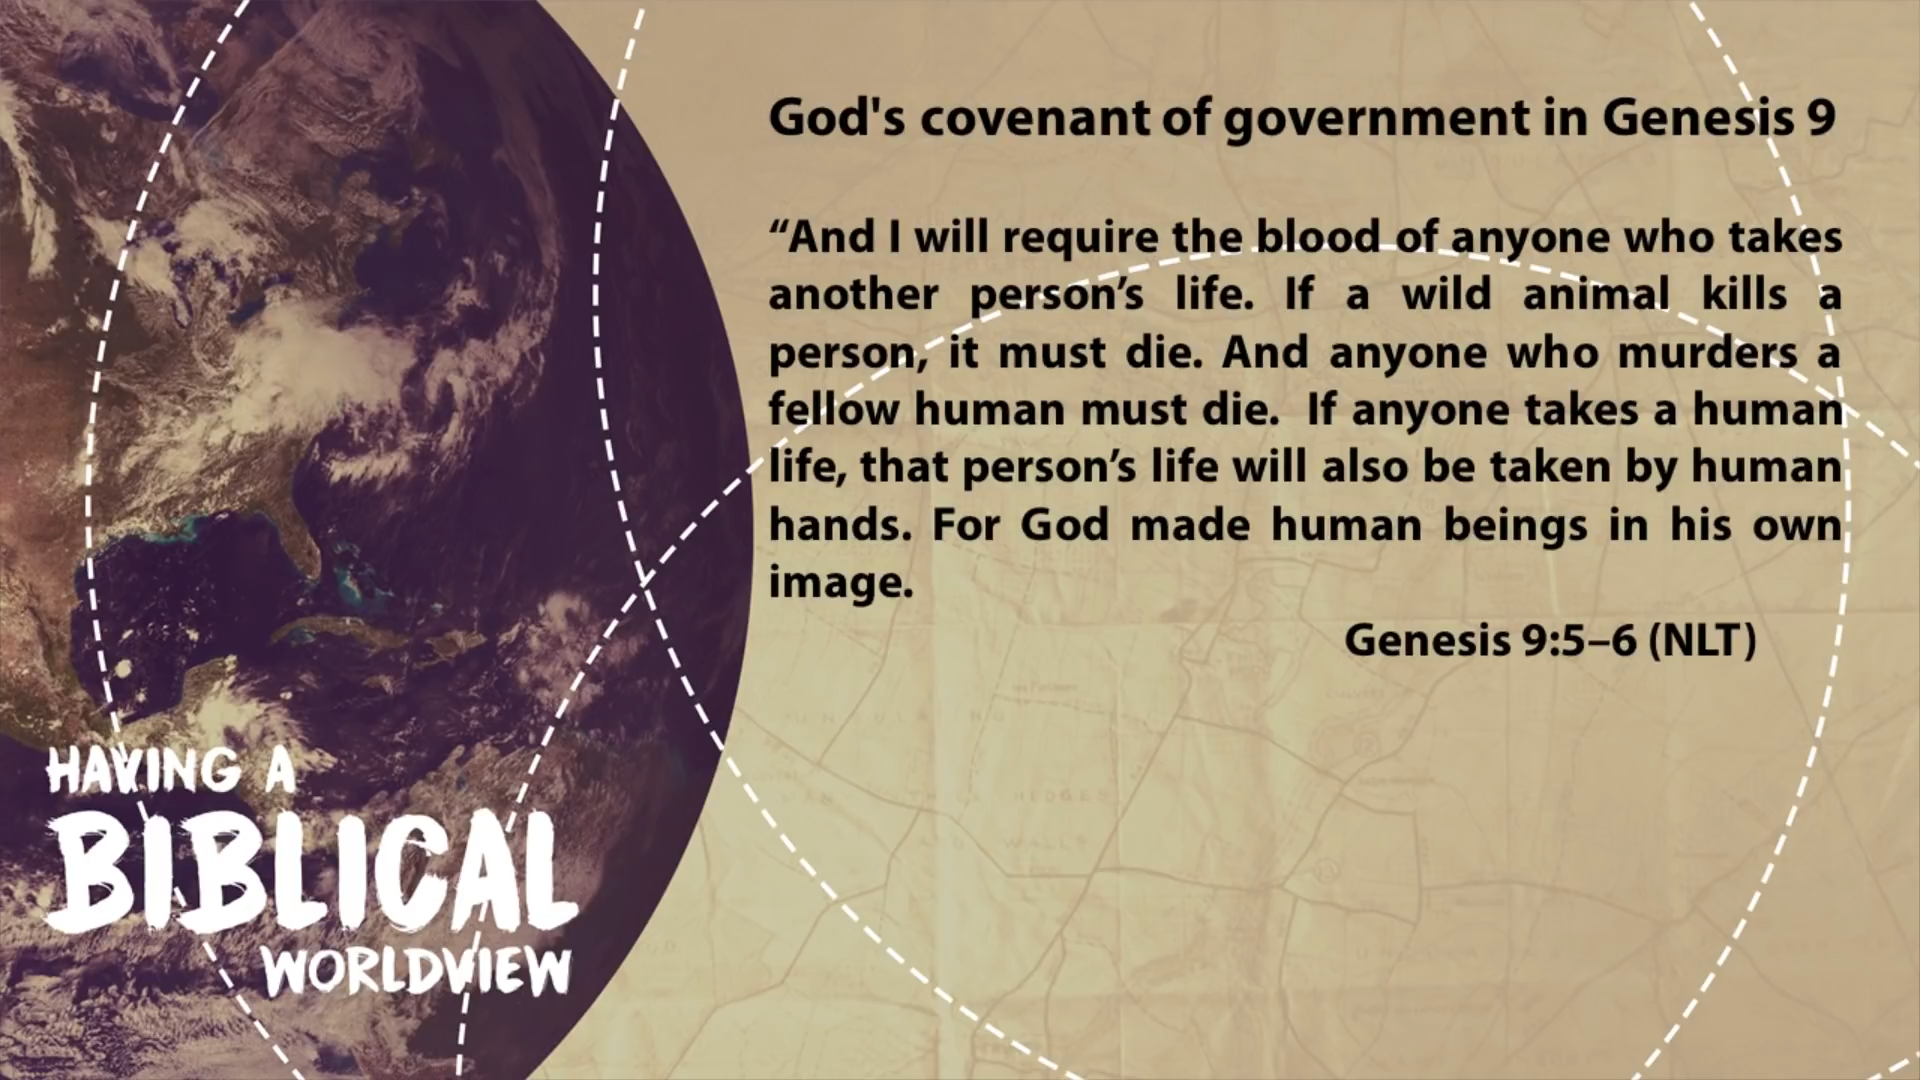 God's covenant of government in Genesis 9
“And I will require the blood of anyone who takes
another person’s life. If a wild animal kills a
person, it must die. And anyone who murders a
fellow human must die.  If anyone takes a human
life, that person’s life will also be taken by human
hands. For God made human beings in his own
image.
Genesis 9:5–6 (NLT)
HAVING A
BIBLICAL
WORLDVIEW